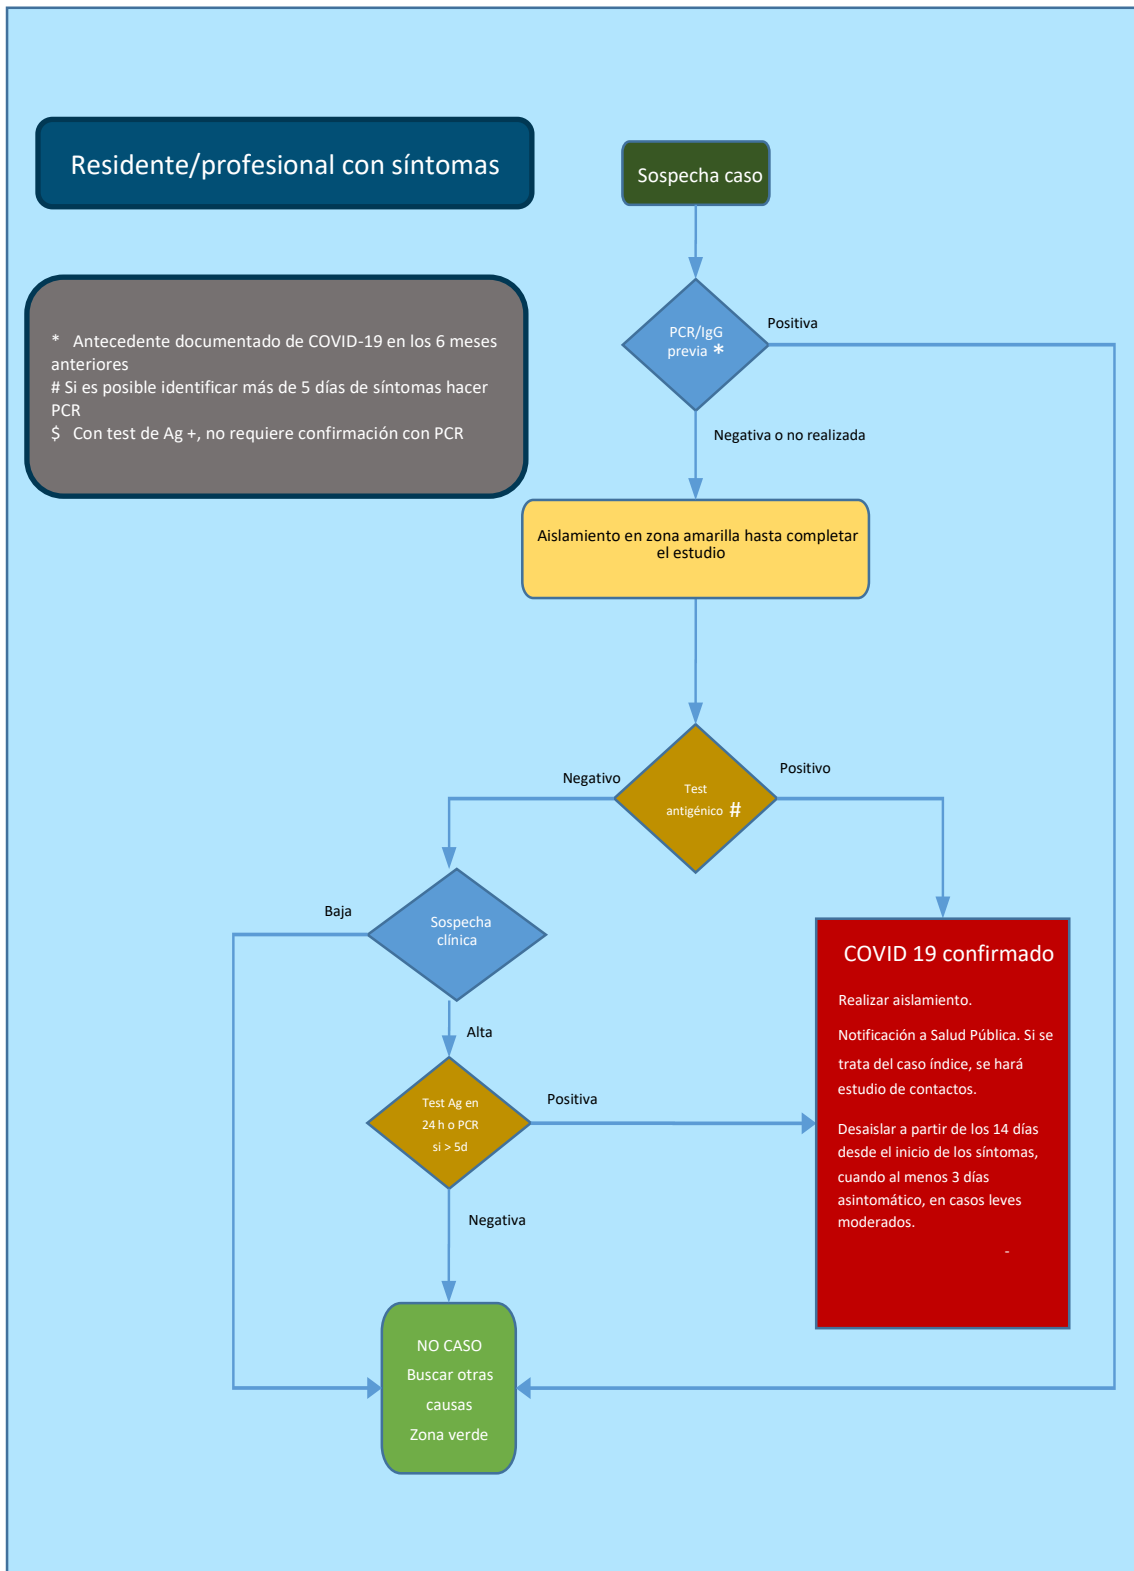 Residente/profesional con síntomas
Sospecha caso
* Antecedente documentado de COVID-19 en los 6 meses
anteriores
# Si es posible identificar más de 5 días de síntomas hacer
PCR
$ Con test de Ag +, no requiere confirmación con PCR
PCR/IgG
previa *
Positiva
Negativa o no realizada
Aislamiento en zona amarilla hasta completar
el estudio
Negativo
Test
antigénico #
Positivo
Baja
Sospecha
clínica
Alta
COVID 19 confirmado
Realizar aislamiento.
Notificación a Salud Pública. Si se
trata del caso índice, se hará
estudio de contactos.
Desaislar a partir de los 14 días
desde el inicio de los síntomas,
cuando al menos 3 días
asintomático, en casos leves
moderados.
-
Test Ag en
24 h o PCR
si > 5d
Positiva
Negativa
NO CASO
Buscar otras
causas
Zona verde